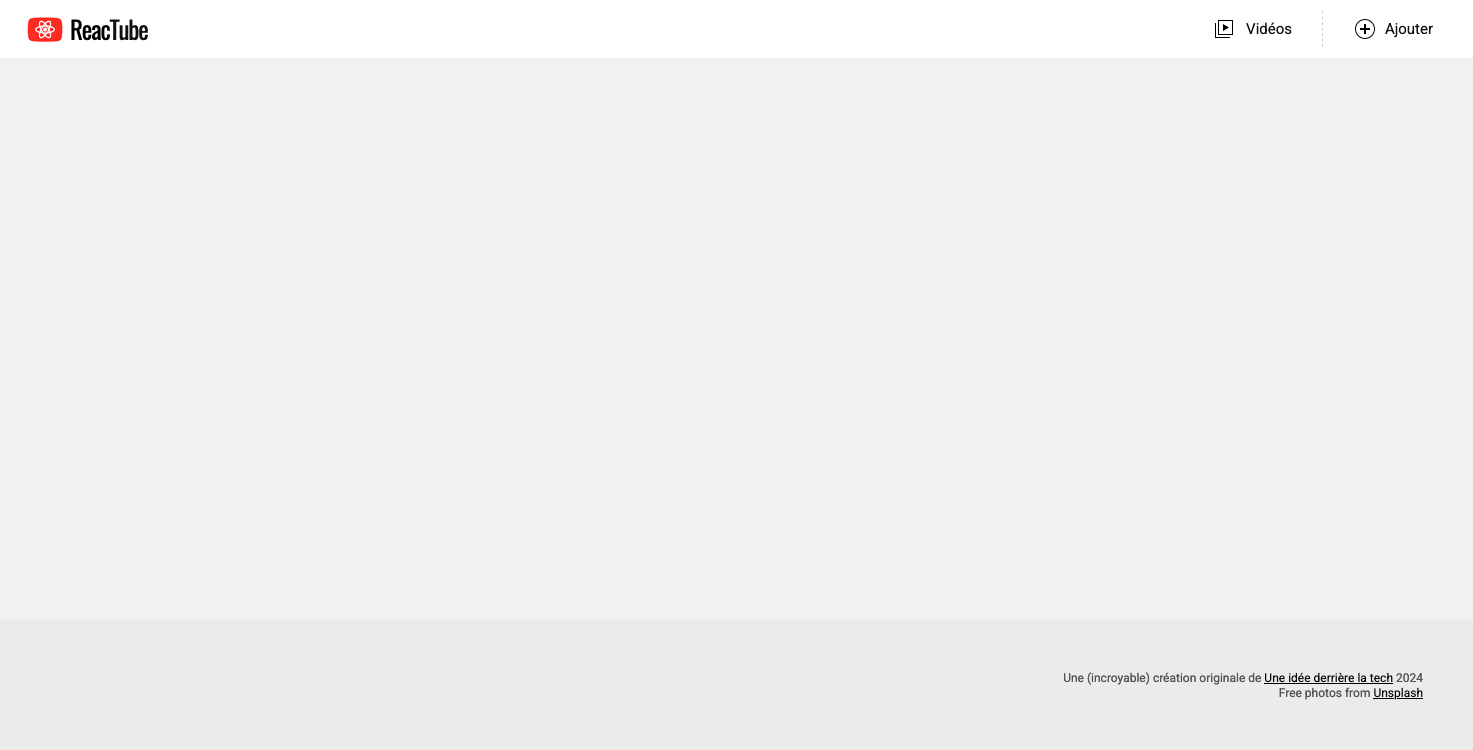 ReacTube
Vidéos
Ajouter
Une (incroyable) création originale de Une idée derrière la tech 2024
Free photos from Unsplash